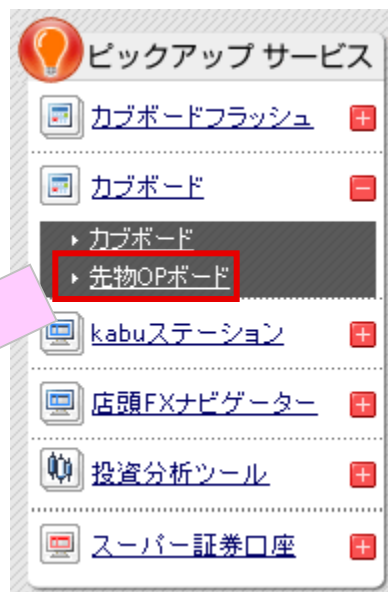 ピックアップ サービス
カブボードフラッシュ
カブボード
カブボード
先物OPボード
kabuステーション
店頭FXナビゲーター
投資分析ツール
スーパー証券口座